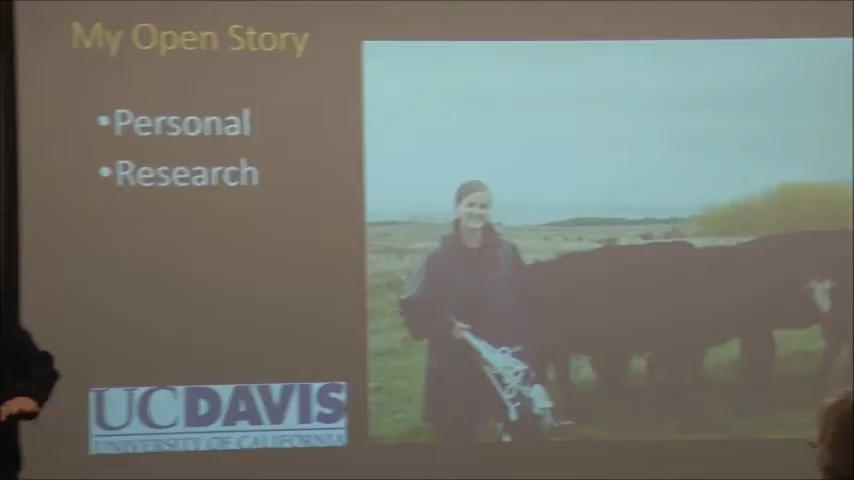 My Open Story
•Personal
•Research
UCDAVIS
UNIVERSITY OF CALIFORNIA